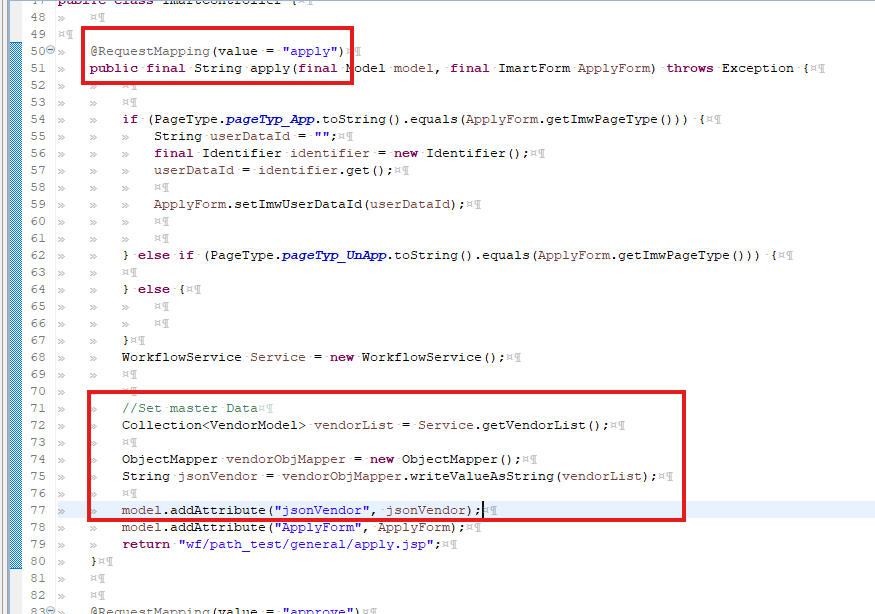 47 public class ImartController {
48
49
50 @RequestMapping(value = "apply")
51 public final String apply(final Model model, final ImartForm ApplyForm) throws Exception {
52
53
54 if (PageType.pageTyp_App.toString().equals(ApplyForm.getImwPageType())) {
55 String userDataId = "";
56 final Identifier identifier = new Identifier();
57 userDataId = identifier.get();
58
59 ApplyForm.setImwUserDataId(userDataId);
60
61
62 } else if (PageType.pageTyp_UnApp.toString().equals(ApplyForm.getImwPageType())) {
63
64 } else {
65
66
67 }
68 WorkflowService Service = new WorkflowService();
69
70
71 //Set master Data
72 Collection<VendorModel> vendorList = Service.getVendorList();
73
74 ObjectMapper vendorObjMapper = new ObjectMapper();
75 String jsonVendor = vendorObjMapper.writeValueAsString(vendorList);
76
77 model.addAttribute("jsonVendor", jsonVendor);
78 model.addAttribute("ApplyForm", ApplyForm);
79 return "wf/path_test/general/apply.jsp";
80 }
81
82
83 @RequestMapping(value = "approve")